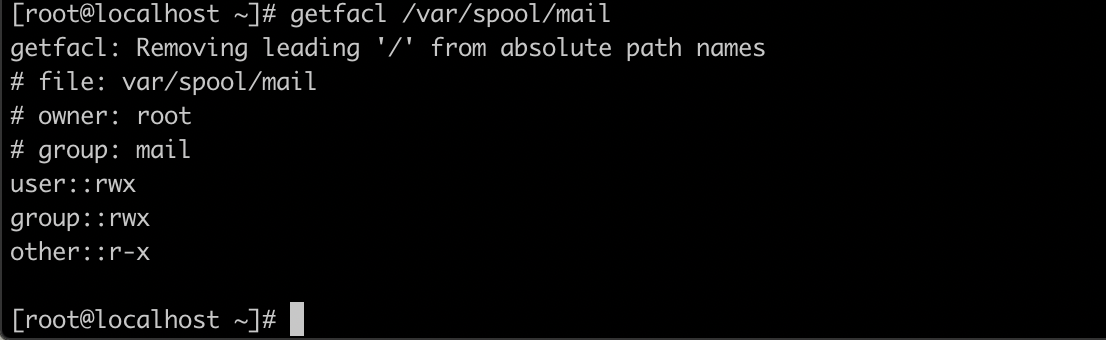 [root@localhost ~]# getfacl /var/spool/mail
getfacl: Removing leading '/' from absolute path names
# file: var/spool/mail
# owner: root
# group: mail
user::rwx
group::rwx
other::r-x
[root@localhost ~]#